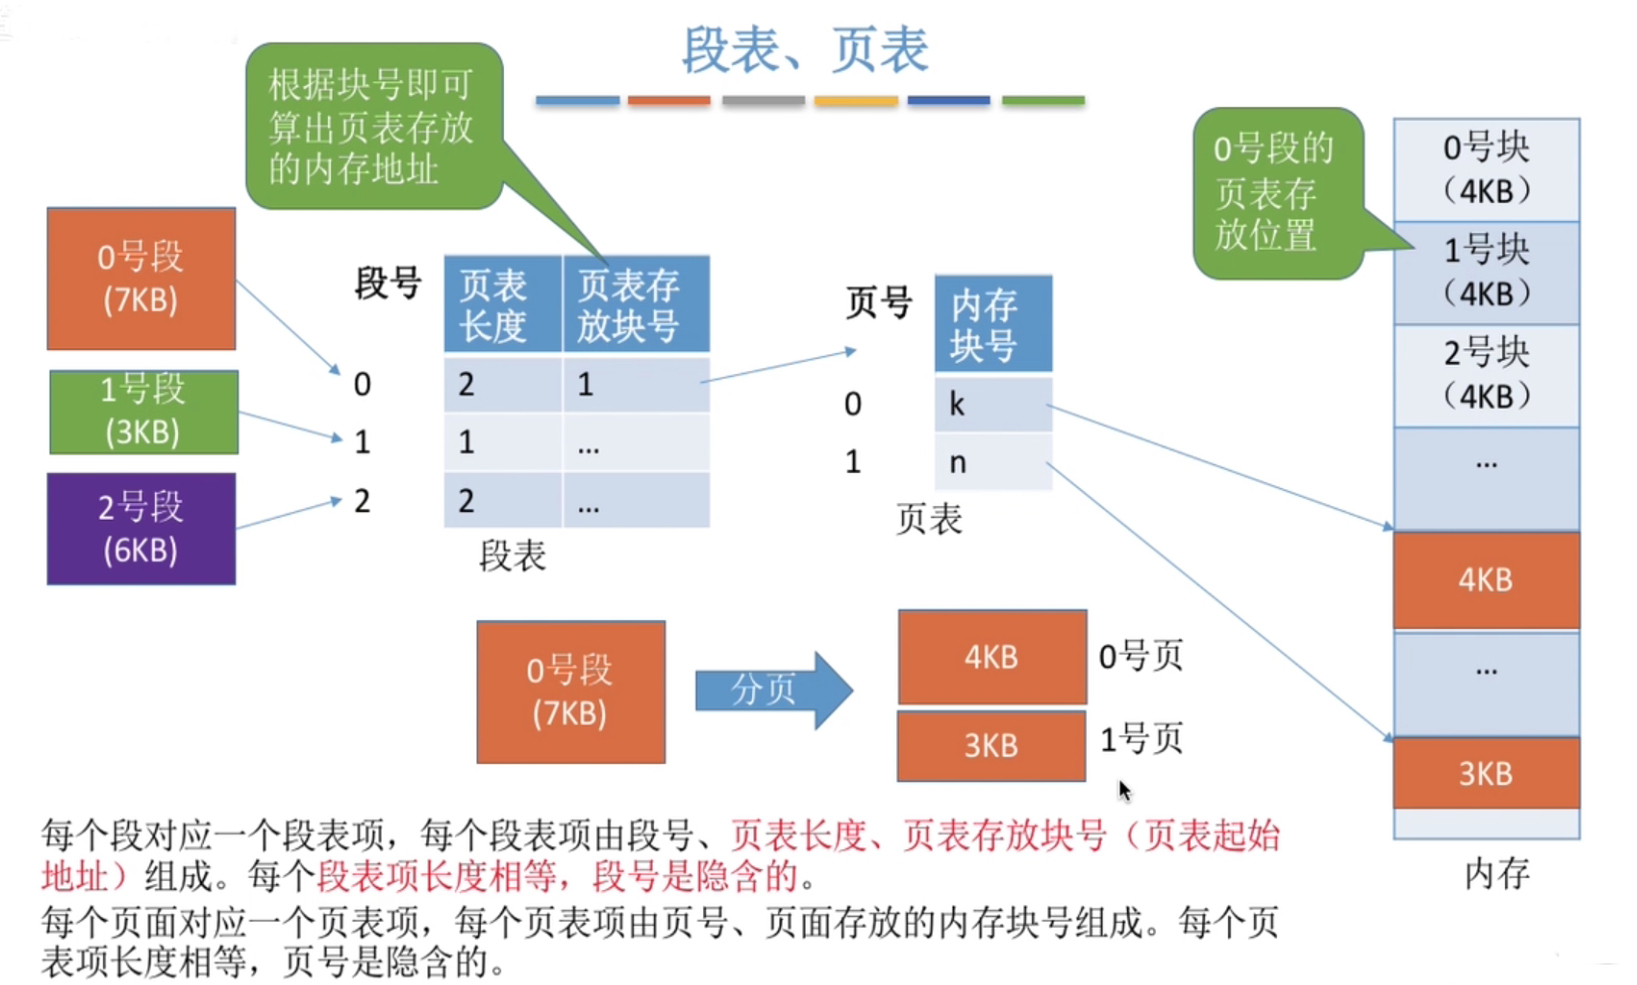 段表、页表
根据块号即可
算出页表存放
的内存地址
0号段的
页表存
放位置
0号段
(7KB)
1号段
(3KB)
2号段
(6KB)
段号
页表
长度
页表存
放块号
0
2
1
1
1
...
2
2
...
段表
页号
内存
块号
0
k
1
n
页表
0号块
（4KB）
1号块
（4KB）
2号块
（4KB）
...
4KB
...
3KB
内存
0号段
(7KB)
分页
4KB
0号页
3KB
1号页
每个段对应一个段表项，每个段表项由段号、页表长度、页表存放块号（页表起始
地址）组成。每个段表项长度相等，段号是隐含的。
每个页面对应一个页表项，每个页表项由页号、页面存放的内存块号组成。每个页
表项长度相等，页号是隐含的。